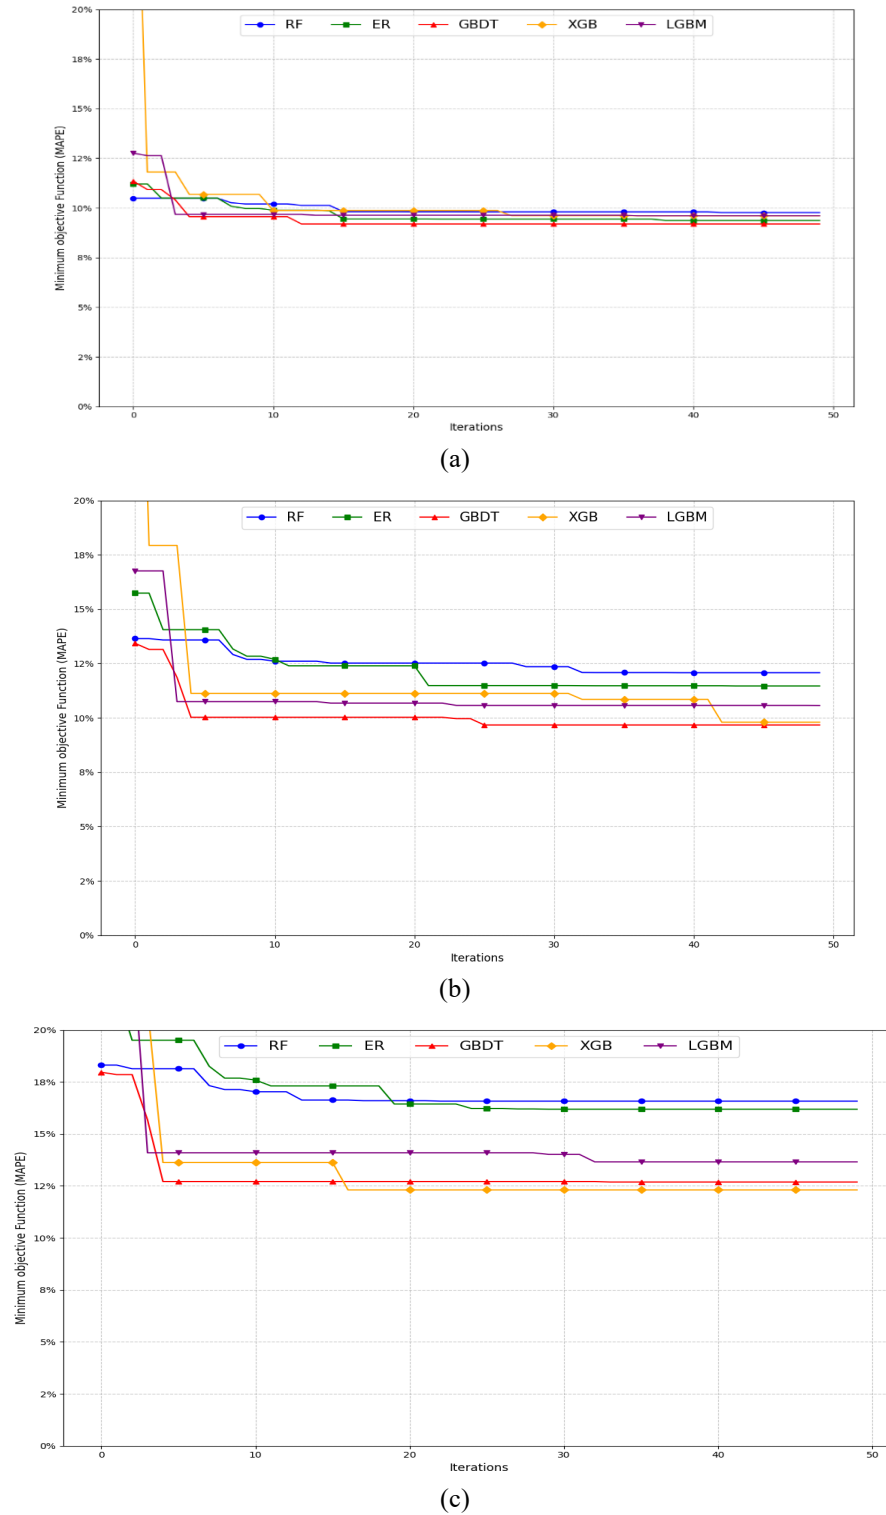 20%
RF ER GBDT XGB LGBM
18%
15%
12%
10%
8%
5%
2%
0%
Minimum objective Function (MAPE)
0 10 20 30 40 50
Iterations
(a)
20%
RF ER GBDT XGB LGBM
18%
15%
12%
10%
8%
5%
2%
0%
Minimum objective Function (MAPE)
0 10 20 30 40 50
Iterations
(b)
20%
RF ER GBDT XGB LGBM
18%
15%
12%
10%
8%
5%
2%
0%
Minimum objective Function (MAPE)
0 10 20 30 40 50
Iterations
(c)